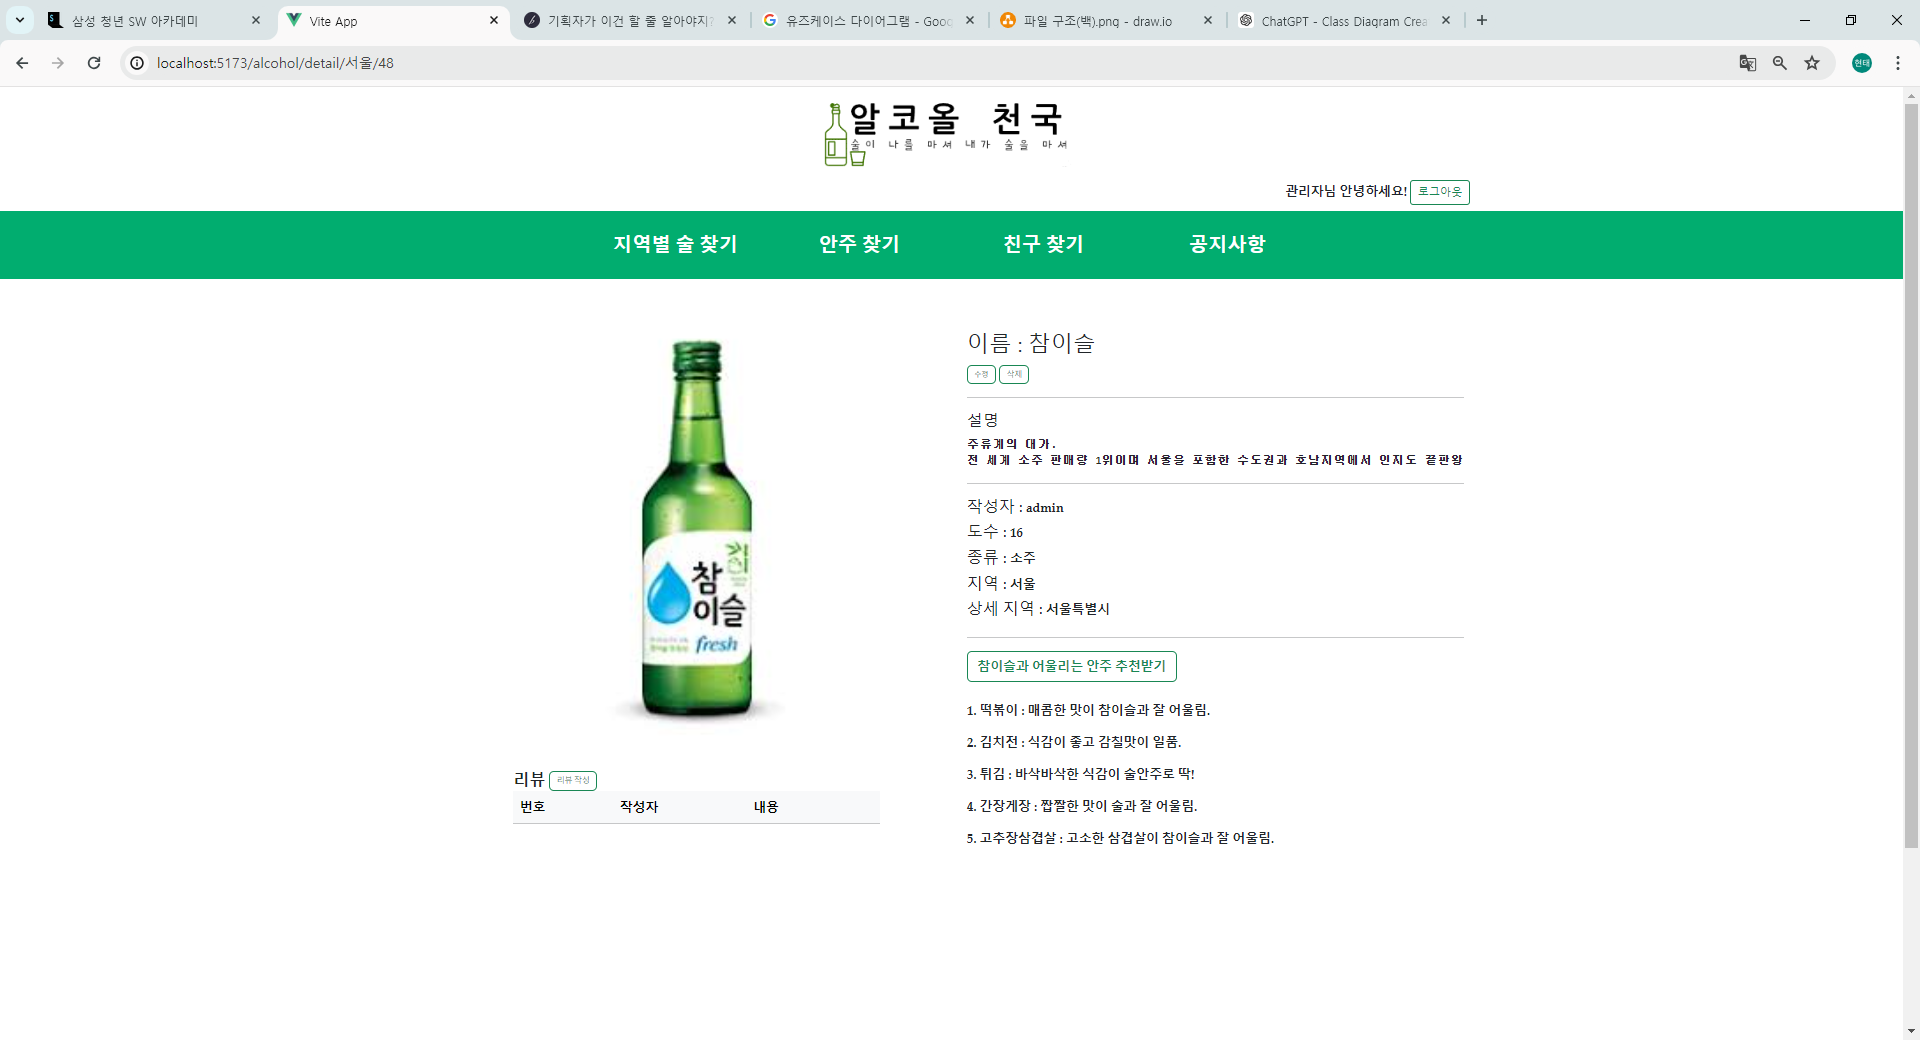 삼성 청년 SW 아카데미
Vite App
기획자가 이건 할 줄 알아야지?
유즈케이스 다이어그램 - Goog
파일 구조(백).png - draw.io
ChatGPT - Class Diagram Crea
localhost:5173/alcohol/detail/서울/48
현태
알코올 천국
술이 나를 마셔 내가 술을 마셔
관리자님 안녕하세요! 로그아웃
지역별 술 찾기 안주 찾기 친구 찾기 공지사항
참
이슬
fresh
이름 : 참이슬
수정 삭제
설명
주류계의 대가.
전 세계 소주 판매량 1위이며 서울을 포함한 수도권과 호남지역에서 인지도 끝판왕
작성자 : admin
도수 : 16
종류 : 소주
지역 : 서울
상세 지역 : 서울특별시
참이슬과 어울리는 안주 추천받기
1. 떡볶이 : 매콤한 맛이 참이슬과 잘 어울림.
2. 김치전 : 식감이 좋고 감칠맛이 일품.
3. 튀김 : 바삭바삭한 식감이 술안주로 딱!
4. 간장게장 : 짭짤한 맛이 술과 잘 어울림.
5. 고추장삼겹살 : 고소한 삼겹살이 참이슬과 잘 어울림.
리뷰 리뷰 작성
번호 작성자 내용